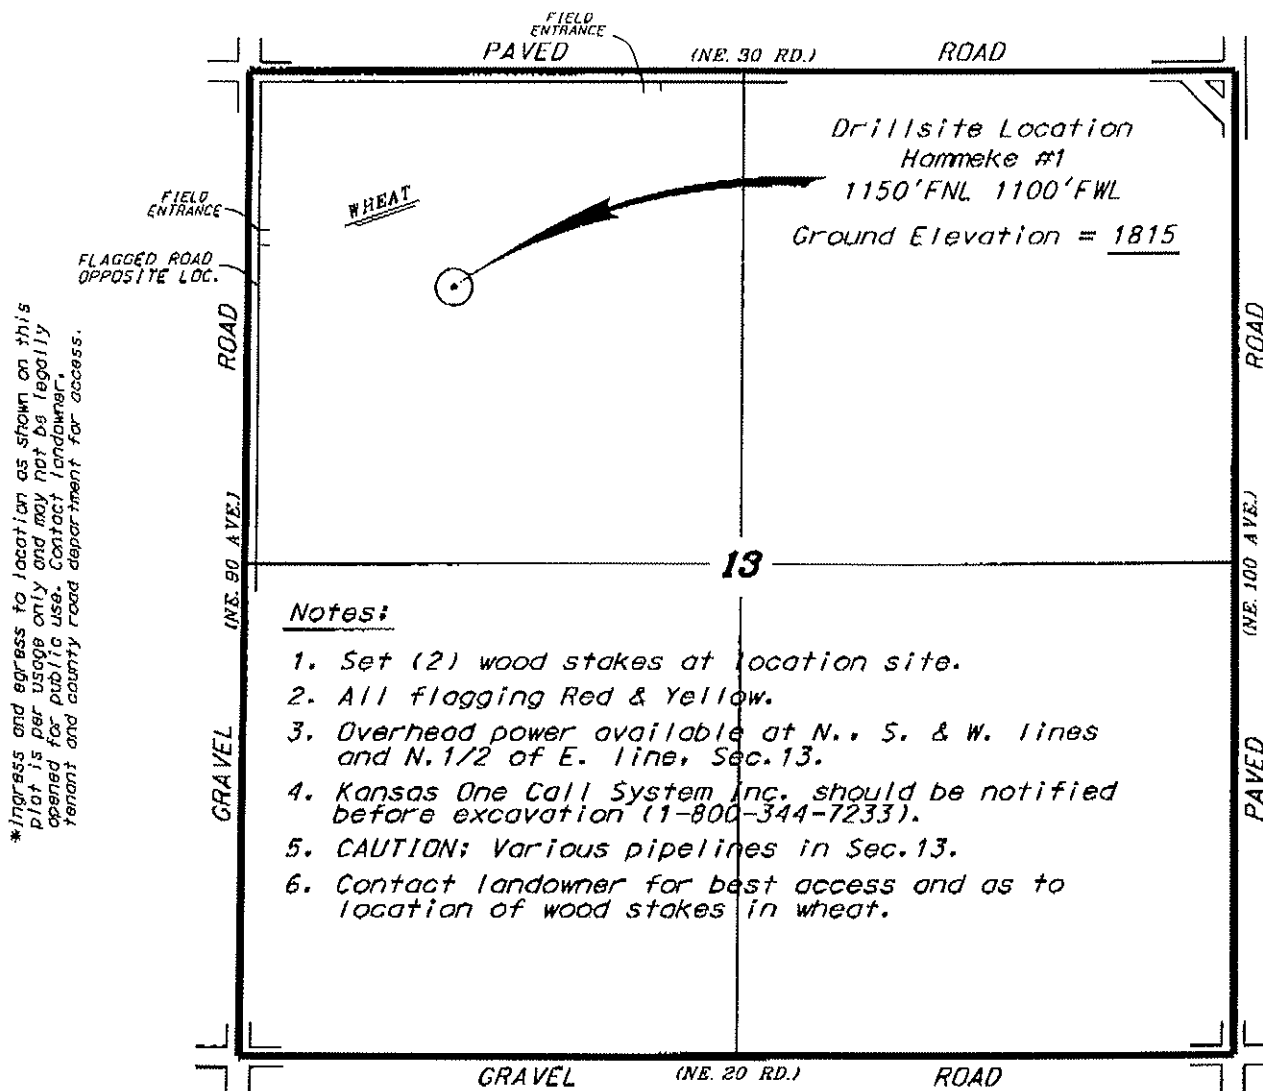 FIELD
ENTRANCE
PAVED (NE. 30 RD.) ROAD
Drillsite Location
Hammeke #1
1150'FNL 1100'FWL
Ground Elevation = 1815
WHEAT
FIELD
ENTRANCE
FLAGGED ROAD
OPPOSITE LOC.
ROAD
(NE. 90 AVE.)
GRAVEL
ROAD
(NE. 100 AVE.)
PAVED
*Ingress and egress to location as shown on this
plat is per usage only and may not be legally
opened for public use. Contact landowner,
tenant and county road department for access.
13
Notes:
1. Set (2) wood stakes at location site.
2. All flagging Red & Yellow.
3. Overhead power available at N., S. & W. lines
and N.1/2 of E. line, Sec.13.
4. Kansas One Call System Inc. should be notified
before excavation (1-800-344-7233).
5. CAUTION: Various pipelines in Sec.13.
6. Contact landowner for best access and as to
location of wood stakes in wheat.
GRAVEL (NE. 20 RD.) ROAD